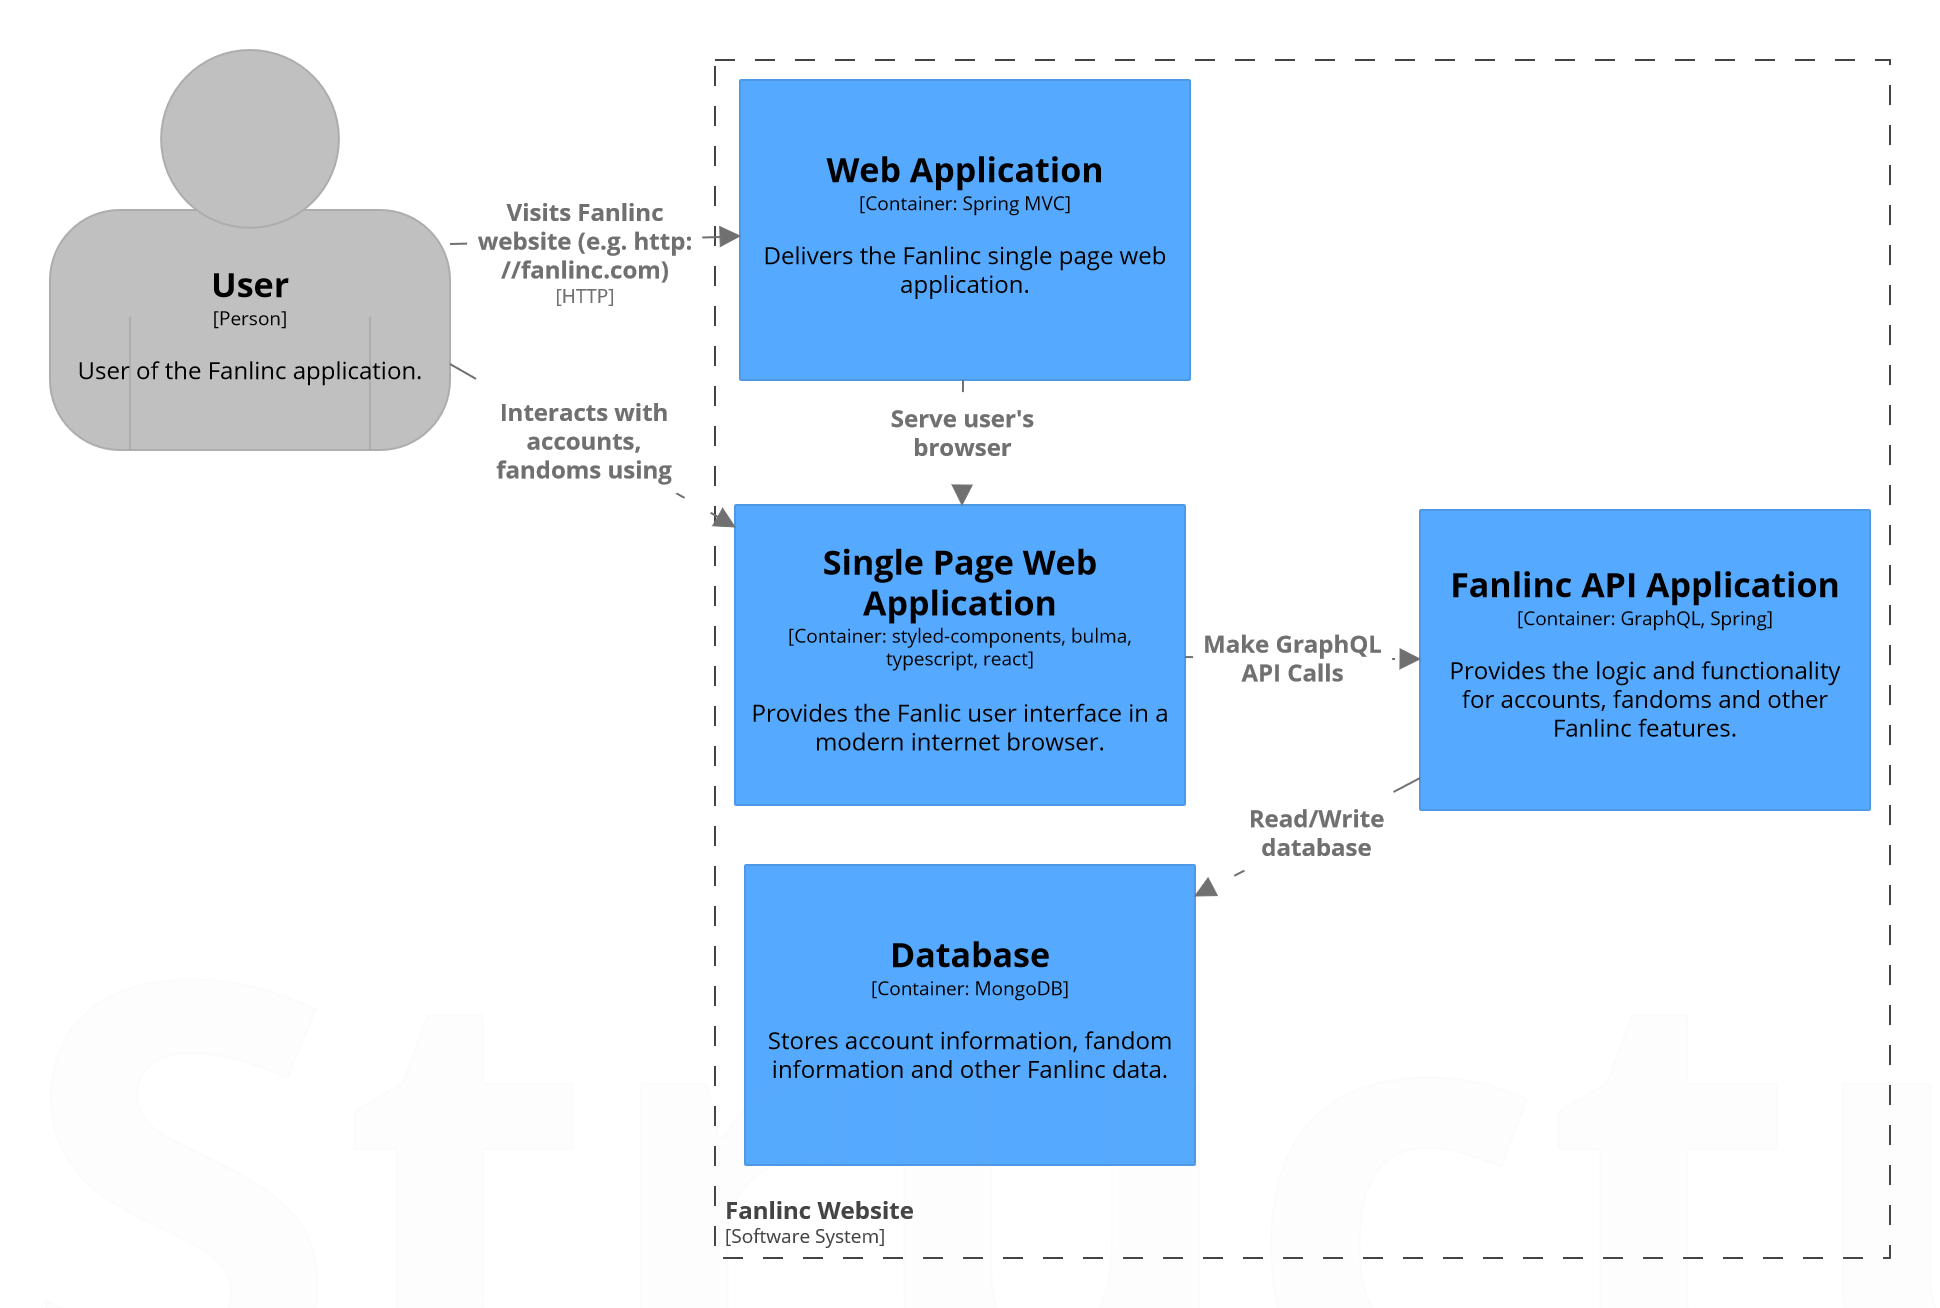 User
[Person]
User of the Fanlinc application.
Visits Fanlinc
website (e.g. http:
//fanlinc.com)
[HTTP]
Interacts with
accounts,
fandoms using
Web Application
[Container: Spring MVC]
Delivers the Fanlinc single page web
application.
Serve user's
browser
Single Page Web
Application
[Container: styled-components, bulma,
typescript, react]
Provides the Fanlic user interface in a
modern internet browser.
Make GraphQL
API Calls
Fanlinc API Application
[Container: GraphQL, Spring]
Provides the logic and functionality
for accounts, fandoms and other
Fanlinc features.
Read/Write
database
Database
[Container: MongoDB]
Stores account information, fandom
information and other Fanlinc data.
Fanlinc Website
[Software System]